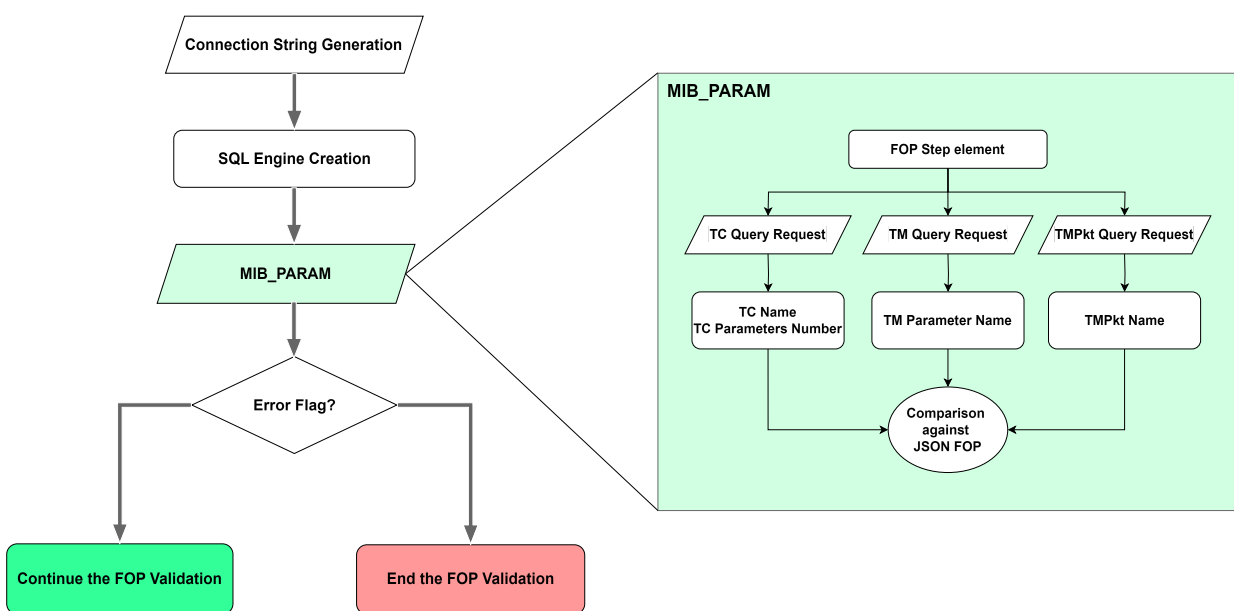 Connection String Generation
SQL Engine Creation
MIB_PARAM
Error Flag?
Continue the FOP Validation
End the FOP Validation
MIB_PARAM
FOP Step element
TC Query Request
TM Query Request
TMPkt Query Request
TC Name
TC Parameters Number
TM Parameter Name
TMPkt Name
Comparison
against
JSON FOP